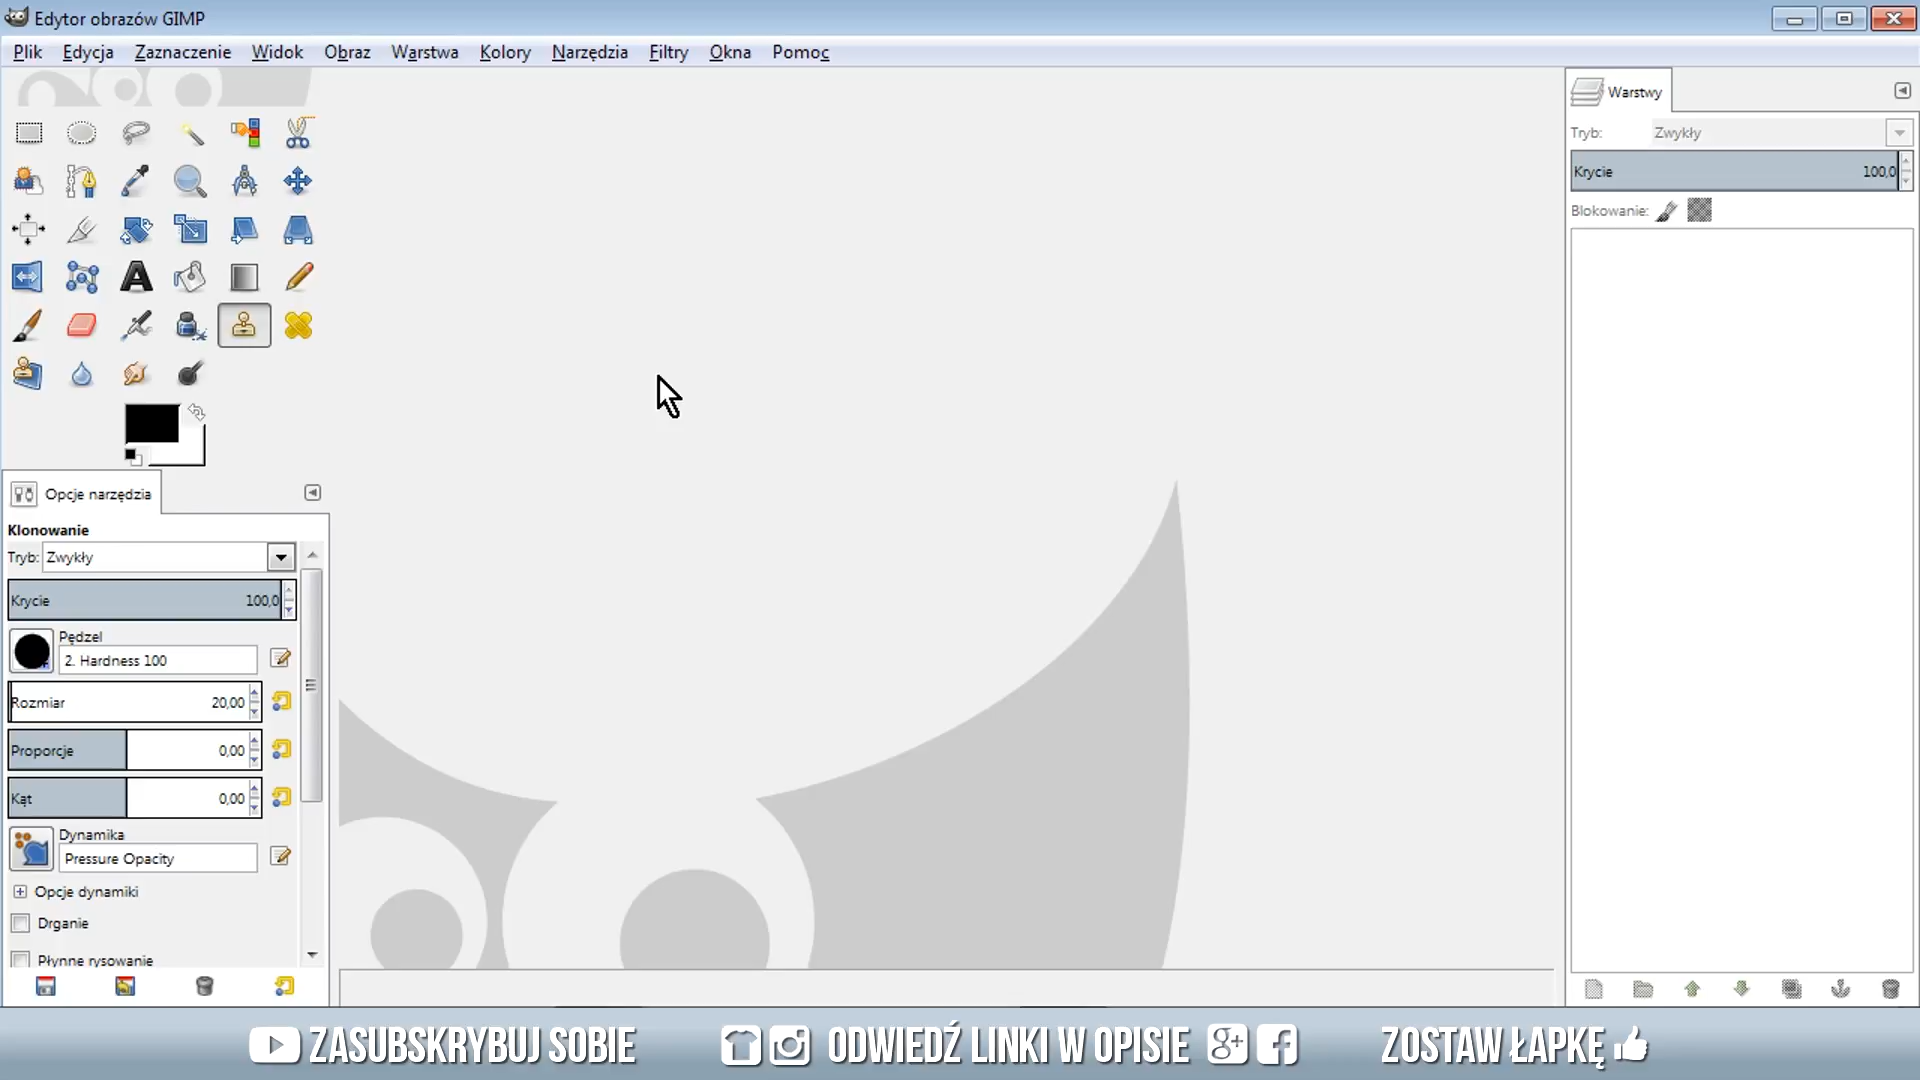 Edytor obrazów GIMP
Plik Edycja Zaznaczenie Widok Obraz Warstwa Kolory Narzędzia Filtry Okna Pomoc
Warstwy
Tryb: Zwykły
Krycie 100,0
Blokowanie:
Opcje narzędzia
Klonowanie
Tryb: Zwykły
Krycie 100,0
Pędzel
2. Hardness 100
Rozmiar 20,00
Proporcje 0,00
Kąt 0,00
Dynamika
Pressure Opacity
Opcje dynamiki
Drganie
Płynne rysowanie
ZASUBSKRYBUJ SOBIE ODWIEDŹ LINKI W OPISIE g+ f ZOSTAW ŁAPKĘ